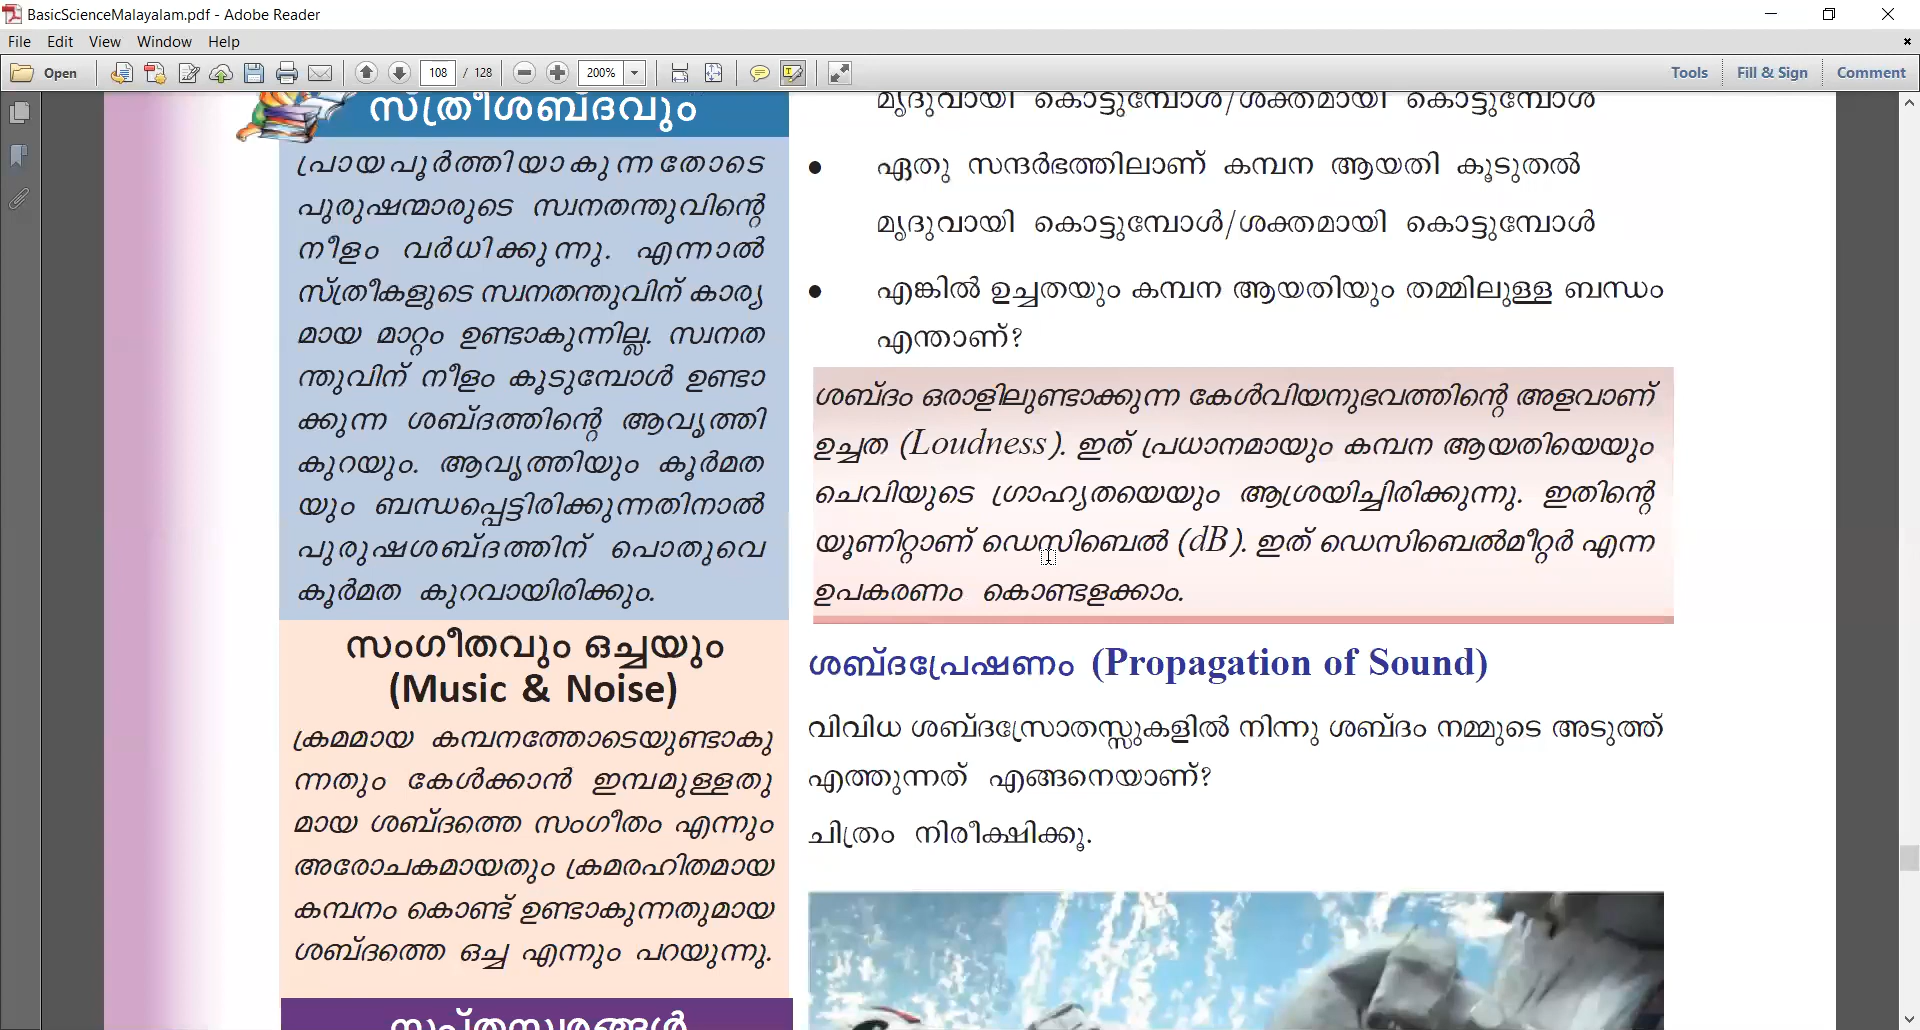 BasicScienceMalayalam.pdf - Adobe Reader
File Edit View Window Help
Open 108 / 128 200% Tools Fill & Sign Comment
സ്ത്രീശബ്ദവും
പ്രായപൂർത്തിയാകുന്നതോടെ
പുരുഷന്മാരുടെ സ്വനതന്തുവിന്റെ
നീളം വർധിക്കുന്നു. എന്നാൽ
സ്ത്രീകളുടെ സ്വനതന്തുവിന് കാര്യ
മായ മാറ്റം ഉണ്ടാകുന്നില്ല. സ്വനത
ന്തുവിന് നീളം കൂടുമ്പോൾ ഉണ്ടാ
ക്കുന്ന ശബ്ദത്തിന്റെ ആവൃത്തി
കുറയും. ആവൃത്തിയും കൂർമത
യും ബന്ധപ്പെട്ടിരിക്കുന്നതിനാൽ
പുരുഷശബ്ദത്തിന് പൊതുവെ
കൂർമത കുറവായിരിക്കും.
സംഗീതവും ഒച്ചയും
(Music & Noise)
ക്രമമായ കമ്പനത്തോടെയുണ്ടാകു
ന്നതും കേൾക്കാൻ ഇമ്പമുള്ളതു
മായ ശബ്ദത്തെ സംഗീതം എന്നും
അരോചകമായതും ക്രമരഹിതമായ
കമ്പനം കൊണ്ട് ഉണ്ടാകുന്നതുമായ
ശബ്ദത്തെ ഒച്ച എന്നും പറയുന്നു.
സപ്തസ്വരങ്ങൾ
മൃദുവായി കൊട്ടുമ്പോൾ/ശക്തമായി കൊട്ടുമ്പോൾ
● ഏതു സന്ദർഭത്തിലാണ് കമ്പന ആയതി കൂടുതൽ
മൃദുവായി കൊട്ടുമ്പോൾ/ശക്തമായി കൊട്ടുമ്പോൾ
● എങ്കിൽ ഉച്ചതയും കമ്പന ആയതിയും തമ്മിലുള്ള ബന്ധം
എന്താണ്?
ശബ്ദം ഒരാളിലുണ്ടാക്കുന്ന കേൾവിയനുഭവത്തിന്റെ അളവാണ്
ഉച്ചത (Loudness). ഇത് പ്രധാനമായും കമ്പന ആയതിയെയും
ചെവിയുടെ ഗ്രാഹ്യതയെയും ആശ്രയിച്ചിരിക്കുന്നു. ഇതിന്റെ
യൂണിറ്റാണ് ഡെസിബെൽ (dB). ഇത് ഡെസിബെൽമീറ്റർ എന്ന
ഉപകരണം കൊണ്ടളക്കാം.
ശബ്ദപ്രേഷണം (Propagation of Sound)
വിവിധ ശബ്ദസ്രോതസ്സുകളിൽ നിന്നു ശബ്ദം നമ്മുടെ അടുത്ത്
എത്തുന്നത് എങ്ങനെയാണ്?
ചിത്രം നിരീക്ഷിക്കൂ.